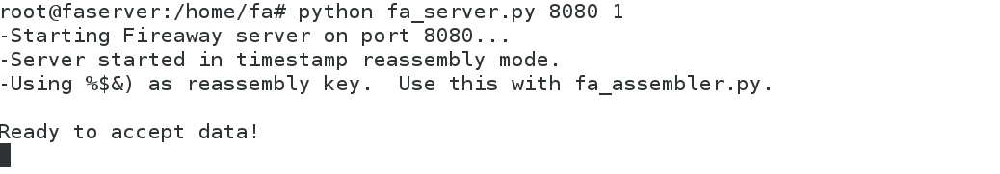 root@faserver:/home/fa# python fa_server.py 8080 1
-Starting Fireaway server on port 8080...
-Server started in timestamp reassembly mode.
-Using %$&) as reassembly key.  Use this with fa_assembler.py.
Ready to accept data!